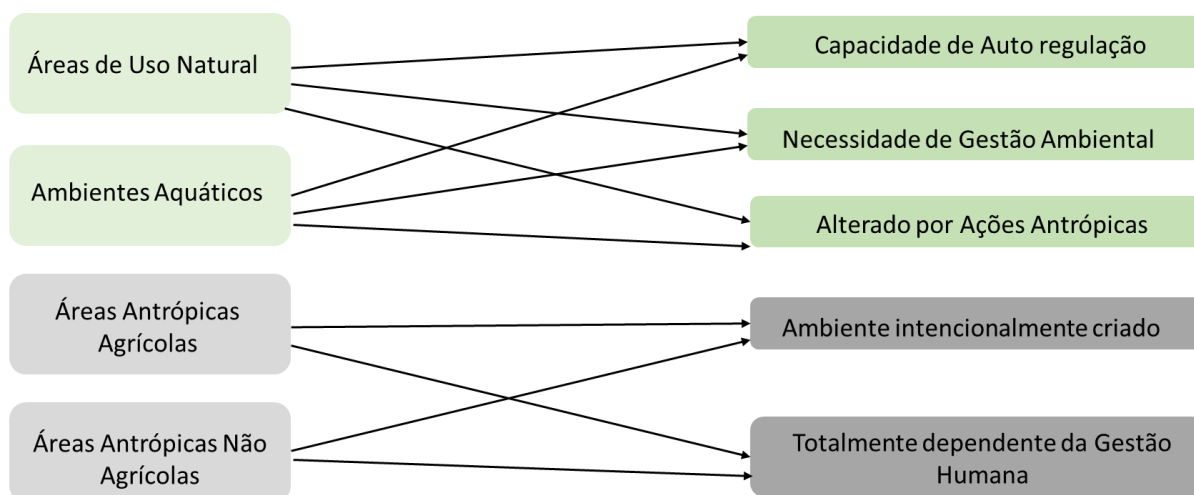 Áreas de Uso Natural
Ambientes Aquáticos
Áreas Antrópicas
Agrícolas
Áreas Antrópicas Não
Agrícolas
Capacidade de Auto regulação
Necessidade de Gestão Ambiental
Alterado por Ações Antrópicas
Ambiente intencionalmente criado
Totalmente dependente da Gestão
Humana